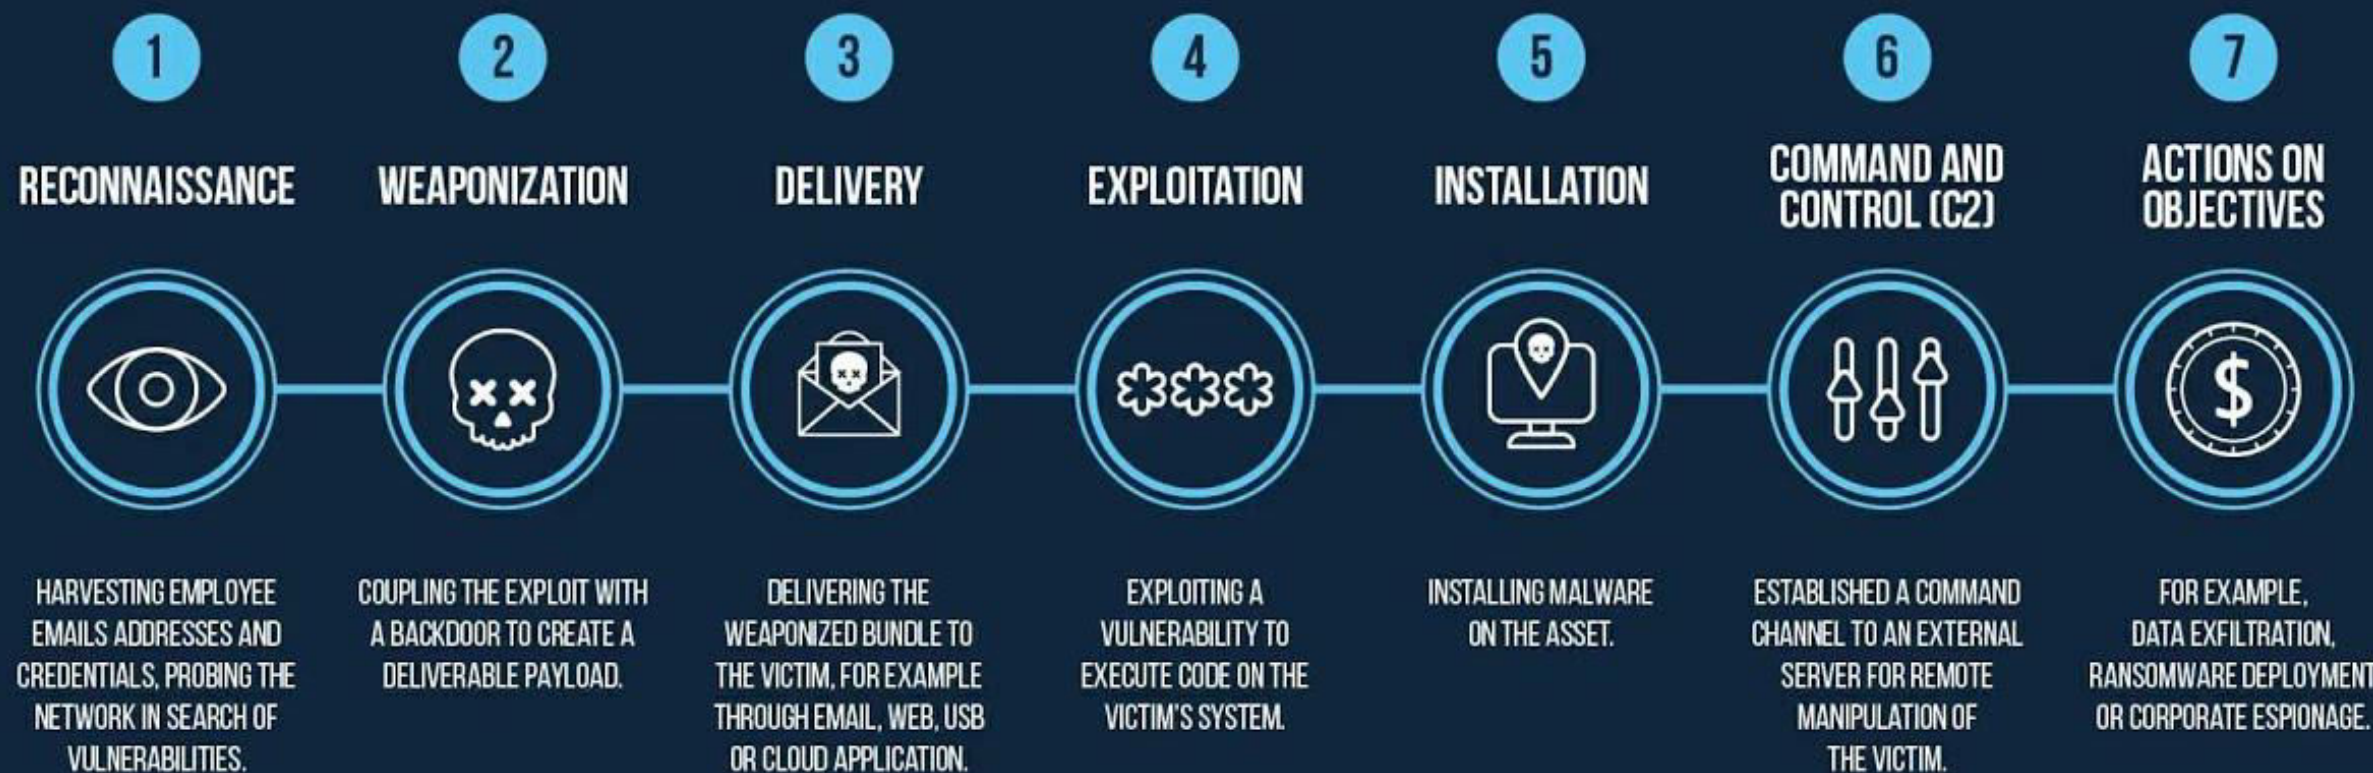 1
RECONNAISSANCE
HARVESTING EMPLOYEE
EMAILS ADDRESSES AND
CREDENTIALS, PROBING THE
NETWORK IN SEARCH OF
VULNERABILITIES.
2
WEAPONIZATION
COUPLING THE EXPLOIT WITH
A BACKDOOR TO CREATE A
DELIVERABLE PAYLOAD.
3
DELIVERY
DELIVERING THE
WEAPONIZED BUNDLE TO
THE VICTIM, FOR EXAMPLE
THROUGH EMAIL, WEB, USB
OR CLOUD APPLICATION.
4
EXPLOITATION
EXPLOITING A
VULNERABILITY TO
EXECUTE CODE ON THE
VICTIM'S SYSTEM.
5
INSTALLATION
INSTALLING MALWARE
ON THE ASSET.
6
COMMAND AND
CONTROL (C2)
ESTABLISHED A COMMAND
CHANNEL TO AN EXTERNAL
SERVER FOR REMOTE
MANIPULATION OF
THE VICTIM.
7
ACTIONS ON
OBJECTIVES
$
FOR EXAMPLE,
DATA EXFILTRATION,
RANSOMWARE DEPLOYMENT
OR CORPORATE ESPIONAGE.